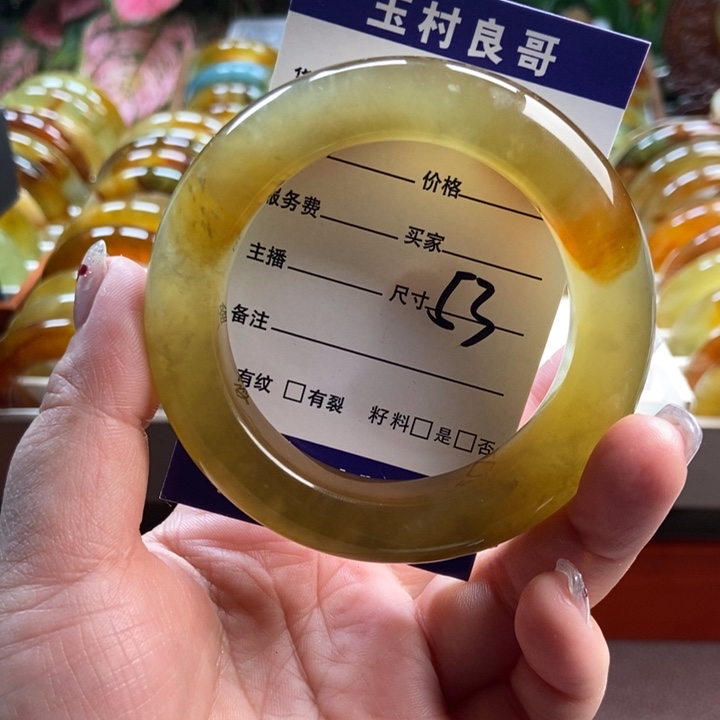 玉村良哥
价格
服务费 买家
主播 尺寸 53
备注
有纹 □有裂 籽料□是□否